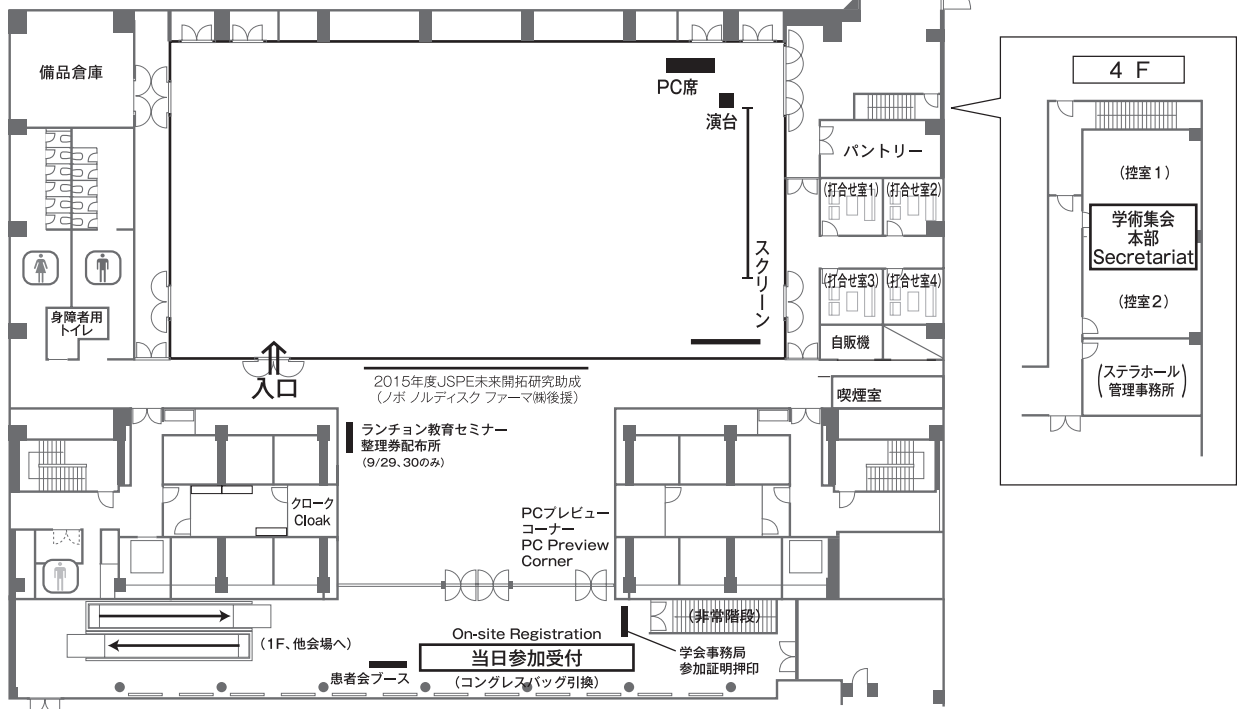 備品倉庫
PC席
演台
スクリーン
パントリー
(打合せ室1)
(打合せ室2)
(打合せ室3)
(打合せ室4)
自販機
喫煙室
身障者用
トイレ
入口
2015年度JSPE未来開拓研究助成
(ノボ ノルディスク ファーマ㈱後援)
ランチョン教育セミナー
整理券配布所
(9/29、30のみ)
クローク
Cloak
PCプレビュー
コーナー
PC Preview
Corner
(1F、他会場へ)
On-site Registration
当日参加受付
(コングレスバッグ引換)
患者会ブース
(非常階段)
学会事務局
参加証明押印
4 F
(控室1)
学術集会
本部
Secretariat
(控室2)
(ステラホール
管理事務所)